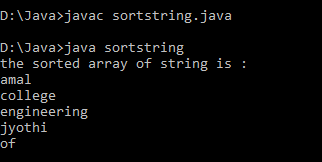 D:\Java>javac sortstring.java
D:\Java>java sortstring
the sorted array of string is :
amal
college
engineering
jyothi
of